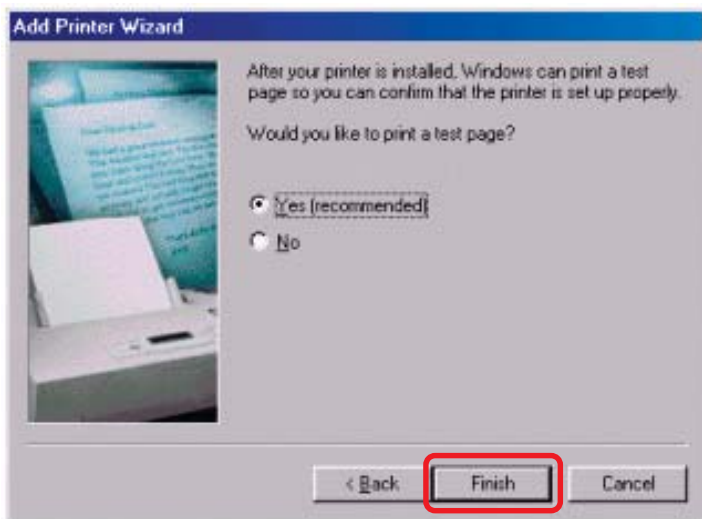 Add Printer Wizard
After your printer is installed, Windows can print a test
page so you can confirm that the printer is set up properly.
Would you like to print a test page?
Yes (recommended)
No
< Back
Finish
Cancel